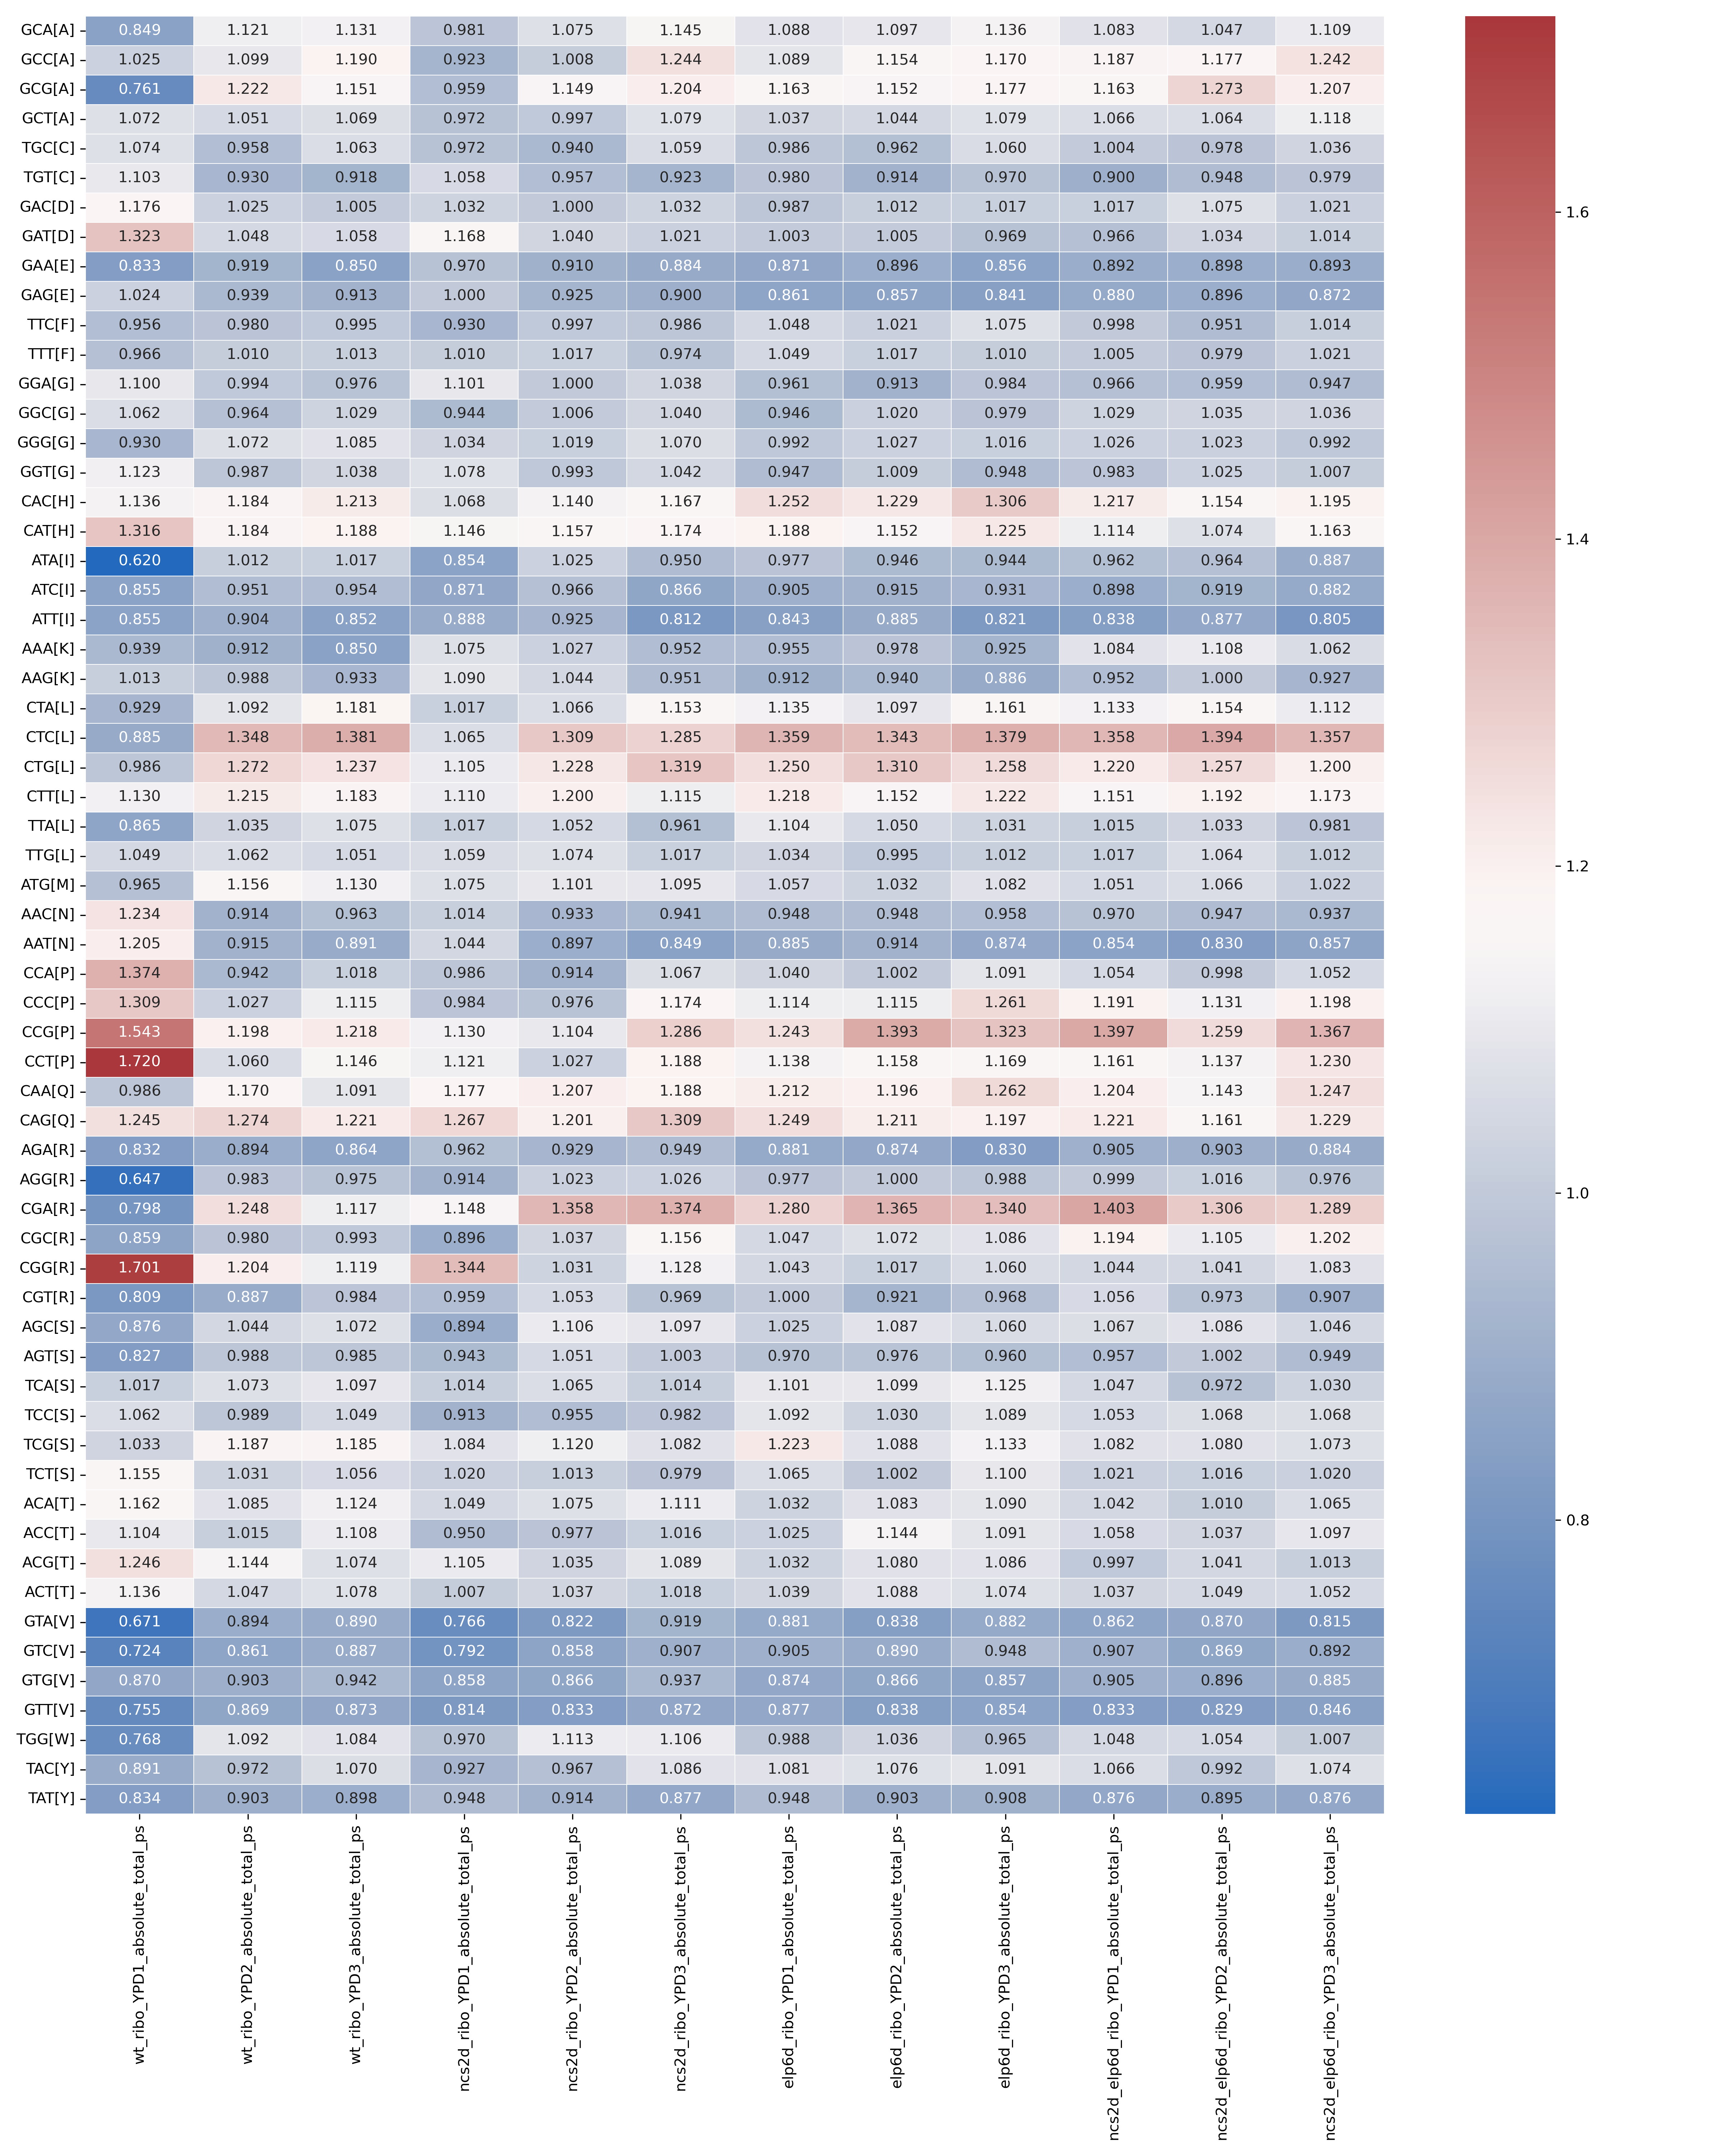 GCA[A] 0.849 1.121 1.131 0.981 1.075 1.145 1.088 1.097 1.136 1.083 1.047 1.109
GCC[A] 1.025 1.099 1.190 0.923 1.008 1.244 1.089 1.154 1.170 1.187 1.177 1.242
GCG[A] 0.761 1.222 1.151 0.959 1.149 1.204 1.163 1.152 1.177 1.163 1.273 1.207
GCT[A] 1.072 1.051 1.069 0.972 0.997 1.079 1.037 1.044 1.079 1.066 1.064 1.118
TGC[C] 1.074 0.958 1.063 0.972 0.940 1.059 0.986 0.962 1.060 1.004 0.978 1.036
TGT[C] 1.103 0.930 0.918 1.058 0.957 0.923 0.980 0.914 0.970 0.900 0.948 0.979
GAC[D] 1.176 1.025 1.005 1.032 1.000 1.032 0.987 1.012 1.017 1.017 1.075 1.021
GAT[D] 1.323 1.048 1.058 1.168 1.040 1.021 1.003 1.005 0.969 0.966 1.034 1.014
1.6
GAA[E] 0.833 0.919 0.850 0.970 0.910 0.884 0.871 0.896 0.856 0.892 0.898 0.893
GAG[E] 1.024 0.939 0.913 1.000 0.925 0.900 0.861 0.857 0.841 0.880 0.896 0.872
TTC[F] 0.956 0.980 0.995 0.930 0.997 0.986 1.048 1.021 1.075 0.998 0.951 1.014
TTT[F] 0.966 1.010 1.013 1.010 1.017 0.974 1.049 1.017 1.010 1.005 0.979 1.021
GGA[G] 1.100 0.994 0.976 1.101 1.000 1.038 0.961 0.913 0.984 0.966 0.959 0.947
GGC[G] 1.062 0.964 1.029 0.944 1.006 1.040 0.946 1.020 0.979 1.029 1.035 1.036
GGG[G] 0.930 1.072 1.085 1.034 1.019 1.070 0.992 1.027 1.016 1.026 1.023 0.992
GGT[G] 1.123 0.987 1.038 1.078 0.993 1.042 0.947 1.009 0.948 0.983 1.025 1.007
CAC[H] 1.136 1.184 1.213 1.068 1.140 1.167 1.252 1.229 1.306 1.217 1.154 1.195
CAT[H] 1.316 1.184 1.188 1.146 1.157 1.174 1.188 1.152 1.225 1.114 1.074 1.163
1.4
ATA[I] 0.620 1.012 1.017 0.854 1.025 0.950 0.977 0.946 0.944 0.962 0.964 0.887
ATC[I] 0.855 0.951 0.954 0.871 0.966 0.866 0.905 0.915 0.931 0.898 0.919 0.882
ATT[I] 0.855 0.904 0.852 0.888 0.925 0.812 0.843 0.885 0.821 0.838 0.877 0.805
AAA[K] 0.939 0.912 0.850 1.075 1.027 0.952 0.955 0.978 0.925 1.084 1.108 1.062
AAG[K] 1.013 0.988 0.933 1.090 1.044 0.951 0.912 0.940 0.886 0.952 1.000 0.927
CTA[L] 0.929 1.092 1.181 1.017 1.066 1.153 1.135 1.097 1.161 1.133 1.154 1.112
CTC[L] 0.885 1.348 1.381 1.065 1.309 1.285 1.359 1.343 1.379 1.358 1.394 1.357
CTG[L] 0.986 1.272 1.237 1.105 1.228 1.319 1.250 1.310 1.258 1.220 1.257 1.200
CTT[L] 1.130 1.215 1.183 1.110 1.200 1.115 1.218 1.152 1.222 1.151 1.192 1.173
TTA[L] 0.865 1.035 1.075 1.017 1.052 0.961 1.104 1.050 1.031 1.015 1.033 0.981
TTG[L] 1.049 1.062 1.051 1.059 1.074 1.017 1.034 0.995 1.012 1.017 1.064 1.012
1.2
ATG[M] 0.965 1.156 1.130 1.075 1.101 1.095 1.057 1.032 1.082 1.051 1.066 1.022
AAC[N] 1.234 0.914 0.963 1.014 0.933 0.941 0.948 0.948 0.958 0.970 0.947 0.937
AAT[N] 1.205 0.915 0.891 1.044 0.897 0.849 0.885 0.914 0.874 0.854 0.830 0.857
CCA[P] 1.374 0.942 1.018 0.986 0.914 1.067 1.040 1.002 1.091 1.054 0.998 1.052
CCC[P] 1.309 1.027 1.115 0.984 0.976 1.174 1.114 1.115 1.261 1.191 1.131 1.198
CCG[P] 1.543 1.198 1.218 1.130 1.104 1.286 1.243 1.393 1.323 1.397 1.259 1.367
CCT[P] 1.720 1.060 1.146 1.121 1.027 1.188 1.138 1.158 1.169 1.161 1.137 1.230
CAA[Q] 0.986 1.170 1.091 1.177 1.207 1.188 1.212 1.196 1.262 1.204 1.143 1.247
CAG[Q] 1.245 1.274 1.221 1.267 1.201 1.309 1.249 1.211 1.197 1.221 1.161 1.229
AGA[R] 0.832 0.894 0.864 0.962 0.929 0.949 0.881 0.874 0.830 0.905 0.903 0.884
AGG[R] 0.647 0.983 0.975 0.914 1.023 1.026 0.977 1.000 0.988 0.999 1.016 0.976
1.0
CGA[R] 0.798 1.248 1.117 1.148 1.358 1.374 1.280 1.365 1.340 1.403 1.306 1.289
CGC[R] 0.859 0.980 0.993 0.896 1.037 1.156 1.047 1.072 1.086 1.194 1.105 1.202
CGG[R] 1.701 1.204 1.119 1.344 1.031 1.128 1.043 1.017 1.060 1.044 1.041 1.083
CGT[R] 0.809 0.887 0.984 0.959 1.053 0.969 1.000 0.921 0.968 1.056 0.973 0.907
AGC[S] 0.876 1.044 1.072 0.894 1.106 1.097 1.025 1.087 1.060 1.067 1.086 1.046
AGT[S] 0.827 0.988 0.985 0.943 1.051 1.003 0.970 0.976 0.960 0.957 1.002 0.949
TCA[S] 1.017 1.073 1.097 1.014 1.065 1.014 1.101 1.099 1.125 1.047 0.972 1.030
TCC[S] 1.062 0.989 1.049 0.913 0.955 0.982 1.092 1.030 1.089 1.053 1.068 1.068
TCG[S] 1.033 1.187 1.185 1.084 1.120 1.082 1.223 1.088 1.133 1.082 1.080 1.073
TCT[S] 1.155 1.031 1.056 1.020 1.013 0.979 1.065 1.002 1.100 1.021 1.016 1.020
ACA[T] 1.162 1.085 1.124 1.049 1.075 1.111 1.032 1.083 1.090 1.042 1.010 1.065
0.8
ACC[T] 1.104 1.015 1.108 0.950 0.977 1.016 1.025 1.144 1.091 1.058 1.037 1.097
ACG[T] 1.246 1.144 1.074 1.105 1.035 1.089 1.032 1.080 1.086 0.997 1.041 1.013
ACT[T] 1.136 1.047 1.078 1.007 1.037 1.018 1.039 1.088 1.074 1.037 1.049 1.052
GTA[V] 0.671 0.894 0.890 0.766 0.822 0.919 0.881 0.838 0.882 0.862 0.870 0.815
GTC[V] 0.724 0.861 0.887 0.792 0.858 0.907 0.905 0.890 0.948 0.907 0.869 0.892
GTG[V] 0.870 0.903 0.942 0.858 0.866 0.937 0.874 0.866 0.857 0.905 0.896 0.885
GTT[V] 0.755 0.869 0.873 0.814 0.833 0.872 0.877 0.838 0.854 0.833 0.829 0.846
TGG[W] 0.768 1.092 1.084 0.970 1.113 1.106 0.988 1.036 0.965 1.048 1.054 1.007
TAC[Y] 0.891 0.972 1.070 0.927 0.967 1.086 1.081 1.076 1.091 1.066 0.992 1.074
TAT[Y] 0.834 0.903 0.898 0.948 0.914 0.877 0.948 0.903 0.908 0.876 0.895 0.876
wt_ribo_YPD1_absolute_total_ps
wt_ribo_YPD2_absolute_total_ps
wt_ribo_YPD3_absolute_total_ps
ncs2d_ribo_YPD1_absolute_total_ps
ncs2d_ribo_YPD2_absolute_total_ps
ncs2d_ribo_YPD3_absolute_total_ps
elp6d_ribo_YPD1_absolute_total_ps
elp6d_ribo_YPD2_absolute_total_ps
elp6d_ribo_YPD3_absolute_total_ps
ncs2d_elp6d_ribo_YPD1_absolute_total_ps
ncs2d_elp6d_ribo_YPD2_absolute_total_ps
ncs2d_elp6d_ribo_YPD3_absolute_total_ps